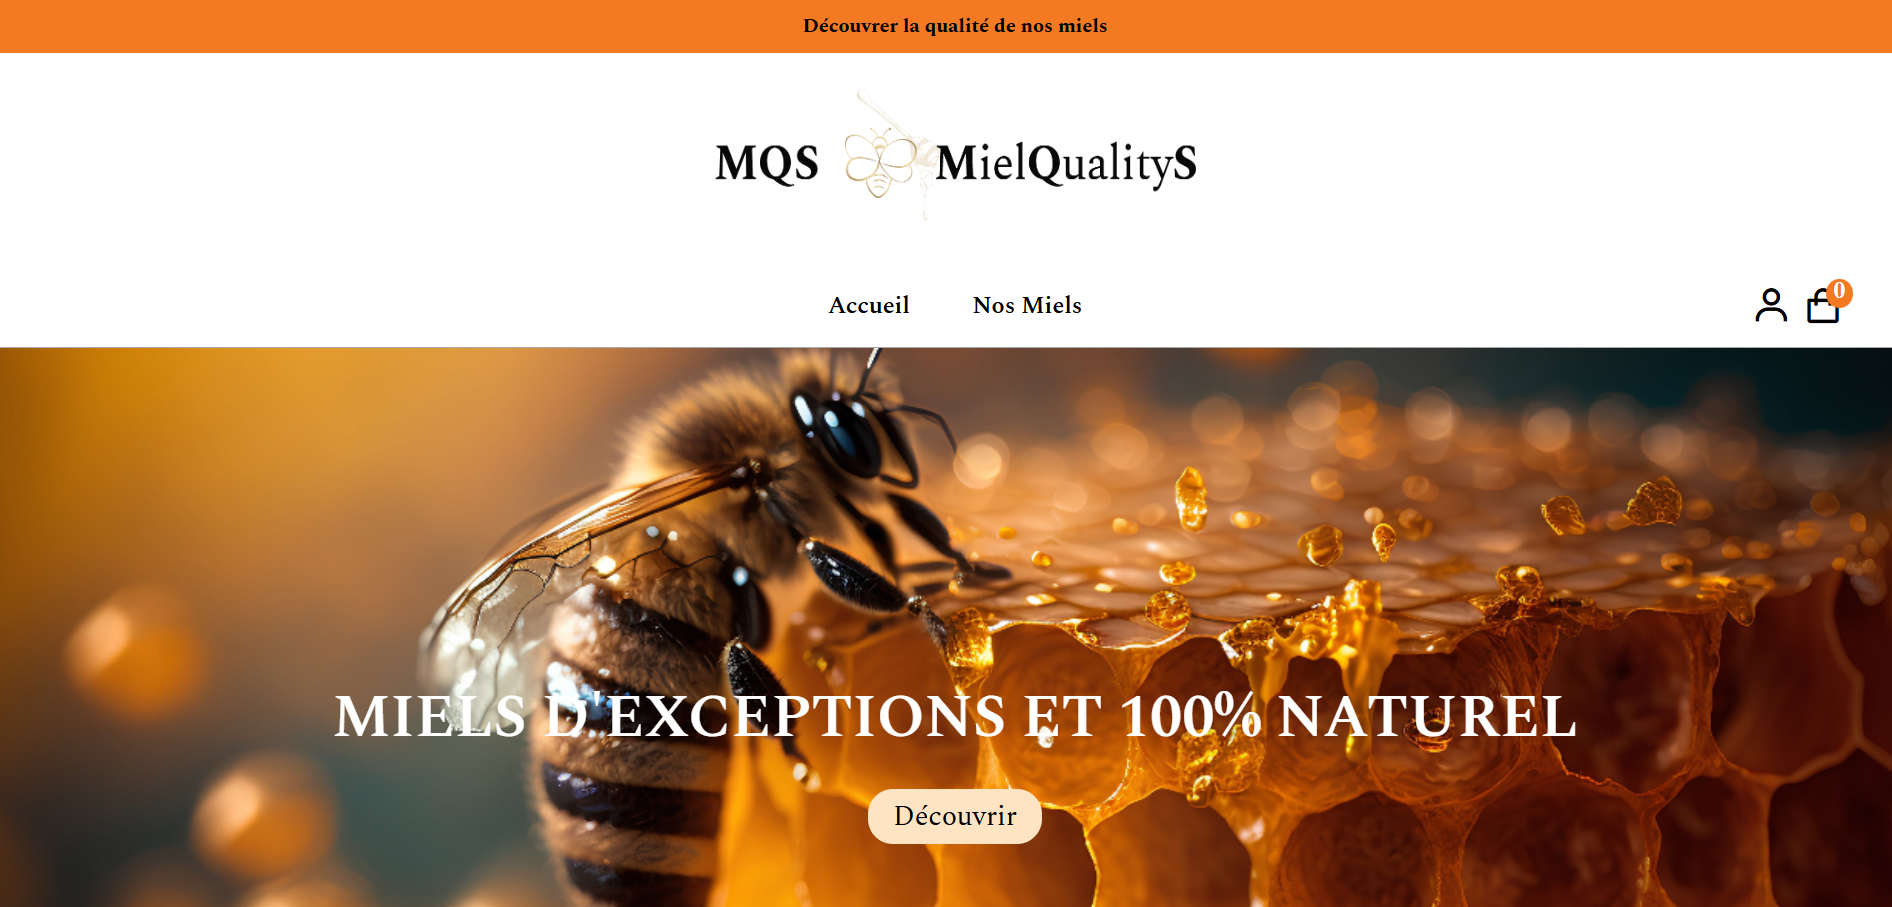 Découvrer la qualité de nos miels
MQS MielQualityS
Accueil Nos Miels
0
MIELS D'EXCEPTIONS ET 100% NATUREL
Découvrir